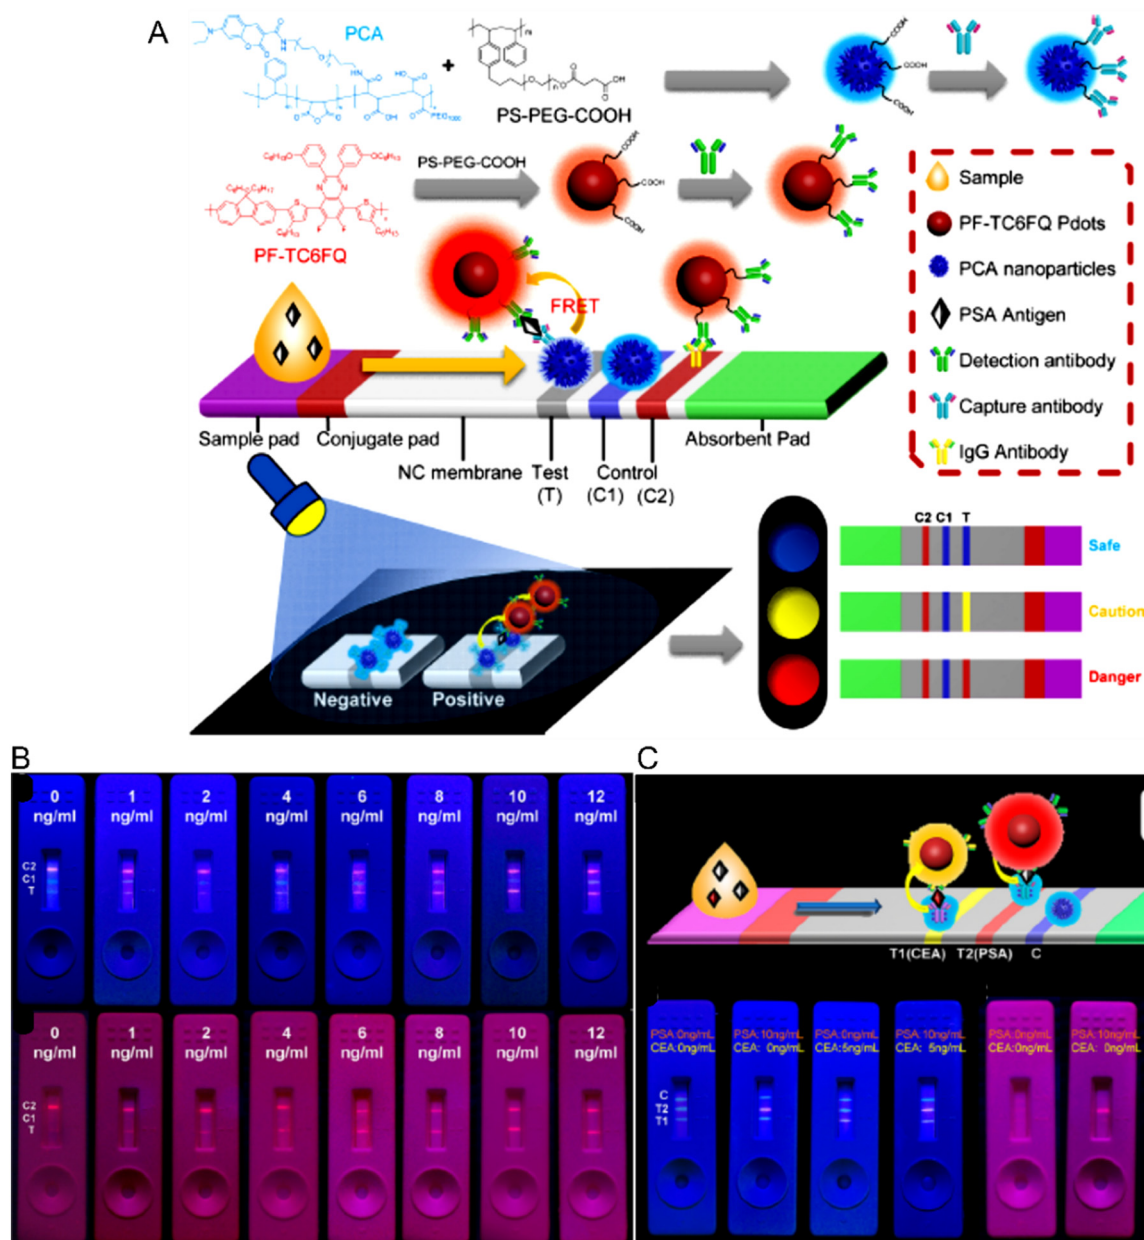 A
PCA
+
PS-PEG-COOH
COOH
COOH
COOH
PS-PEG-COOH
COOH
COOH
COOH
PF-TC6FQ
FRET
Sample pad
Conjugate pad
NC membrane
Test
(T)
Control
(C1) (C2)
Absorbent Pad
Sample
PF-TC6FQ Pdots
PCA nanoparticles
PSA Antigen
Detection antibody
Capture antibody
IgG Antibody
Negative
Positive
C2 C1 T
Safe
Caution
Danger
B
0 ng/ml
1 ng/ml
2 ng/ml
4 ng/ml
6 ng/ml
8 ng/ml
10 ng/ml
12 ng/ml
C2
C1
T
0 ng/ml
1 ng/ml
2 ng/ml
4 ng/ml
6 ng/ml
8 ng/ml
10 ng/ml
12 ng/ml
C2
C1
T
C
T1(CEA) T2(PSA) C
PSA:0ng/mL
CEA:0ng/mL
PSA:10ng/mL
CEA: 0ng/mL
PSA:0ng/mL
CEA:5ng/mL
PSA:10ng/mL
CEA: 5ng/mL
PSA:0ng/mL
CEA:0ng/mL
PSA:10ng/mL
CEA: 0ng/mL
C
T2
T1